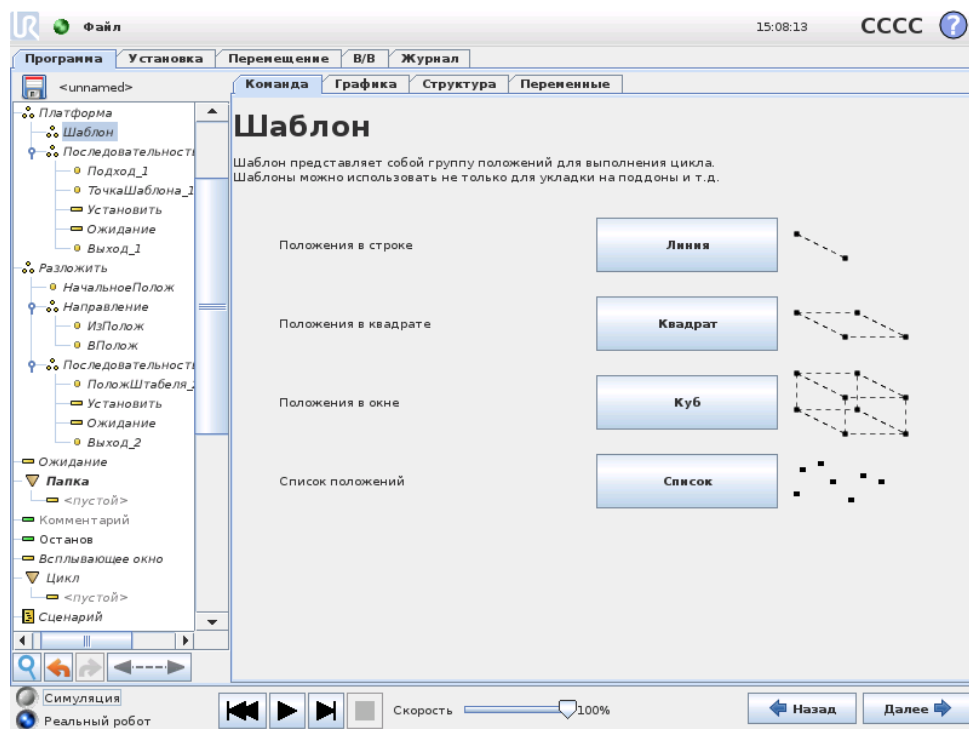 UR Файл 15:08:13 CCCC ?
Программа Установка Перемещение В/В Журнал
<unnamed> Команда Графика Структура Переменные
Платформа
Шаблон
Последовательност
Подход_1
ТочкаШаблона_1
Установить
Ожидание
Выход_1
Разложить
НачальноеПолож
Направление
ИзПолож
ВПолож
Последовательност
ПоложШтабеля_
Установить
Ожидание
Выход_2
Ожидание
Папка
<пустой>
Комментарий
Останов
Всплывающее окно
Цикл
<пустой>
Сценарий
Шаблон
Шаблон представляет собой группу положений для выполнения цикла.
Шаблоны можно использовать не только для укладки на поддоны и т.д.
Положения в строке Линия
Положения в квадрате Квадрат
Положения в окне Куб
Список положений Список
Симуляция
Реальный робот
Скорость 100% Назад Далее